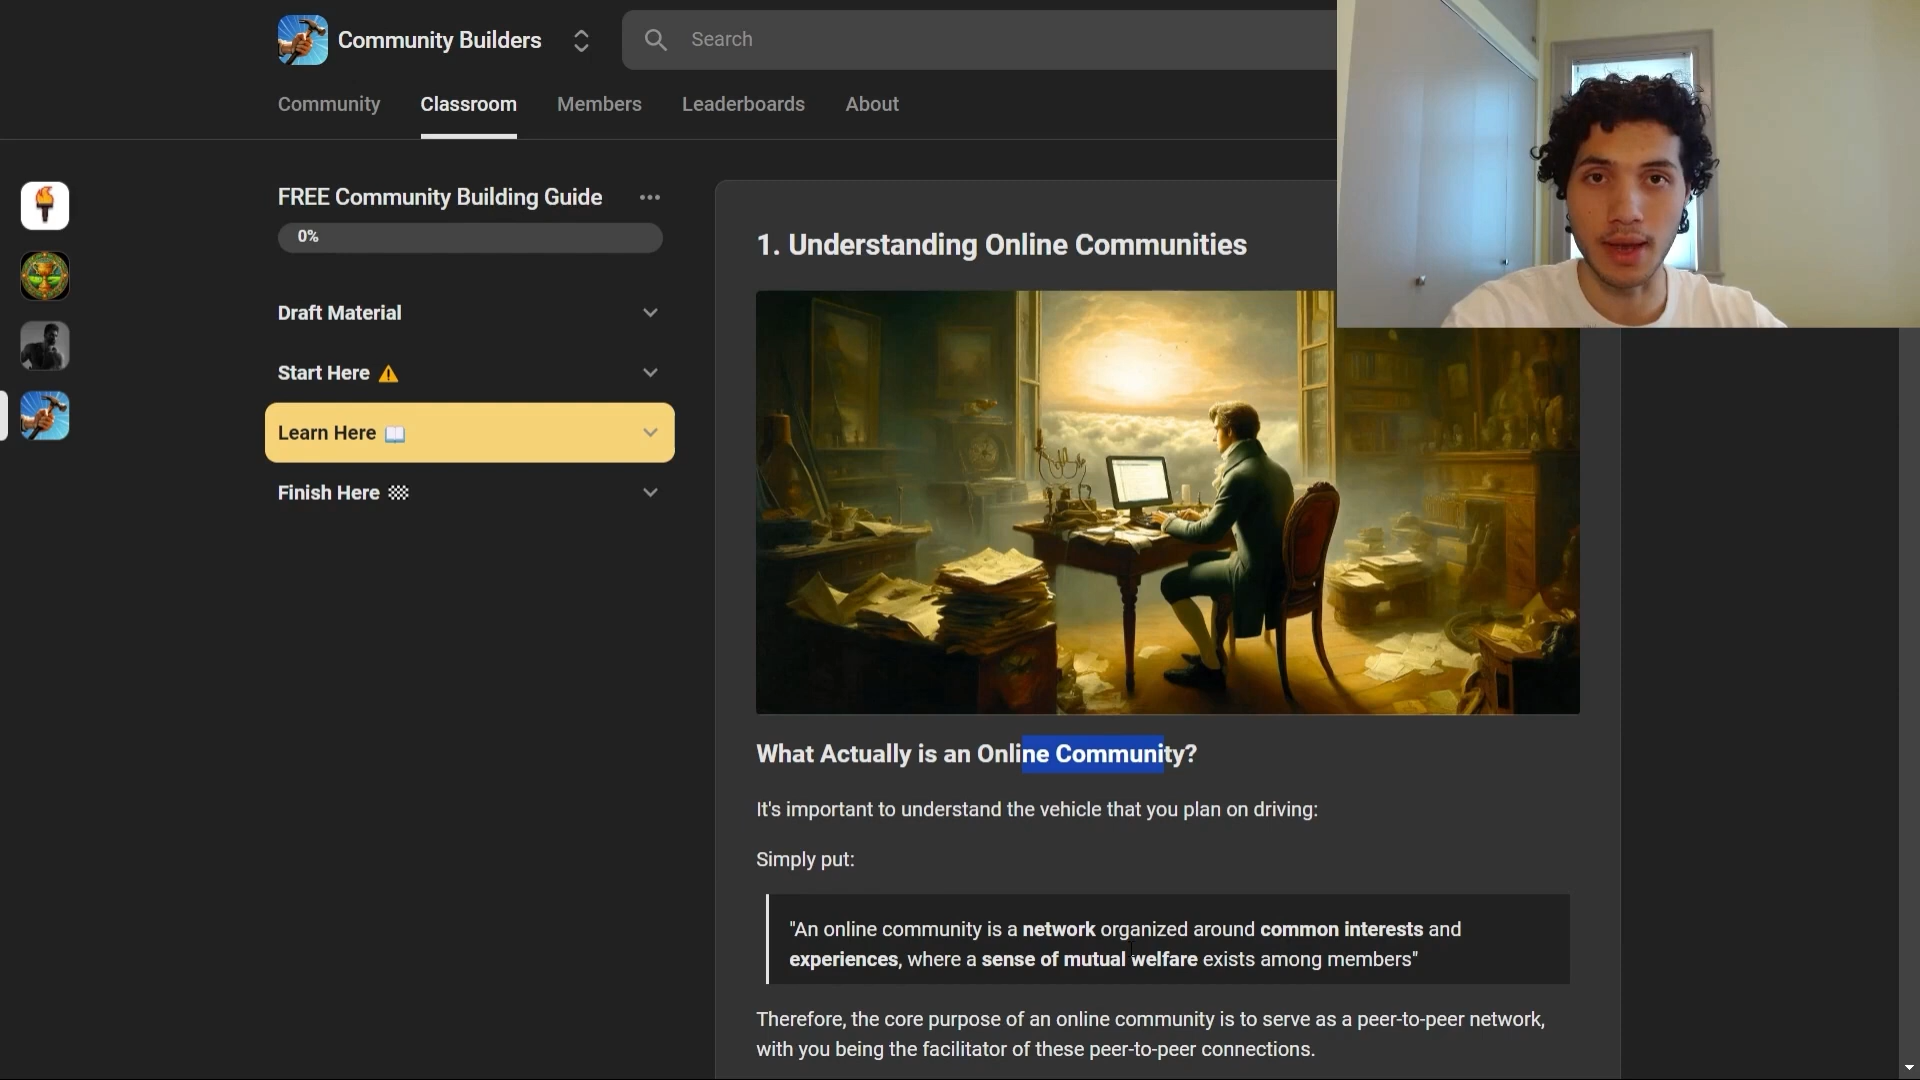 Community Builders
Search
Community
Classroom
Members
Leaderboards
About
FREE Community Building Guide
0%
Draft Material
Start Here ⚠️
Learn Here 📖
Finish Here 🏁
1. Understanding Online Communities
What Actually is an Online Community?
It's important to understand the vehicle that you plan on driving:
Simply put:
"An online community is a network organized around common interests and
experiences, where a sense of mutual welfare exists among members"
Therefore, the core purpose of an online community is to serve as a peer-to-peer network,
with you being the facilitator of these peer-to-peer connections.